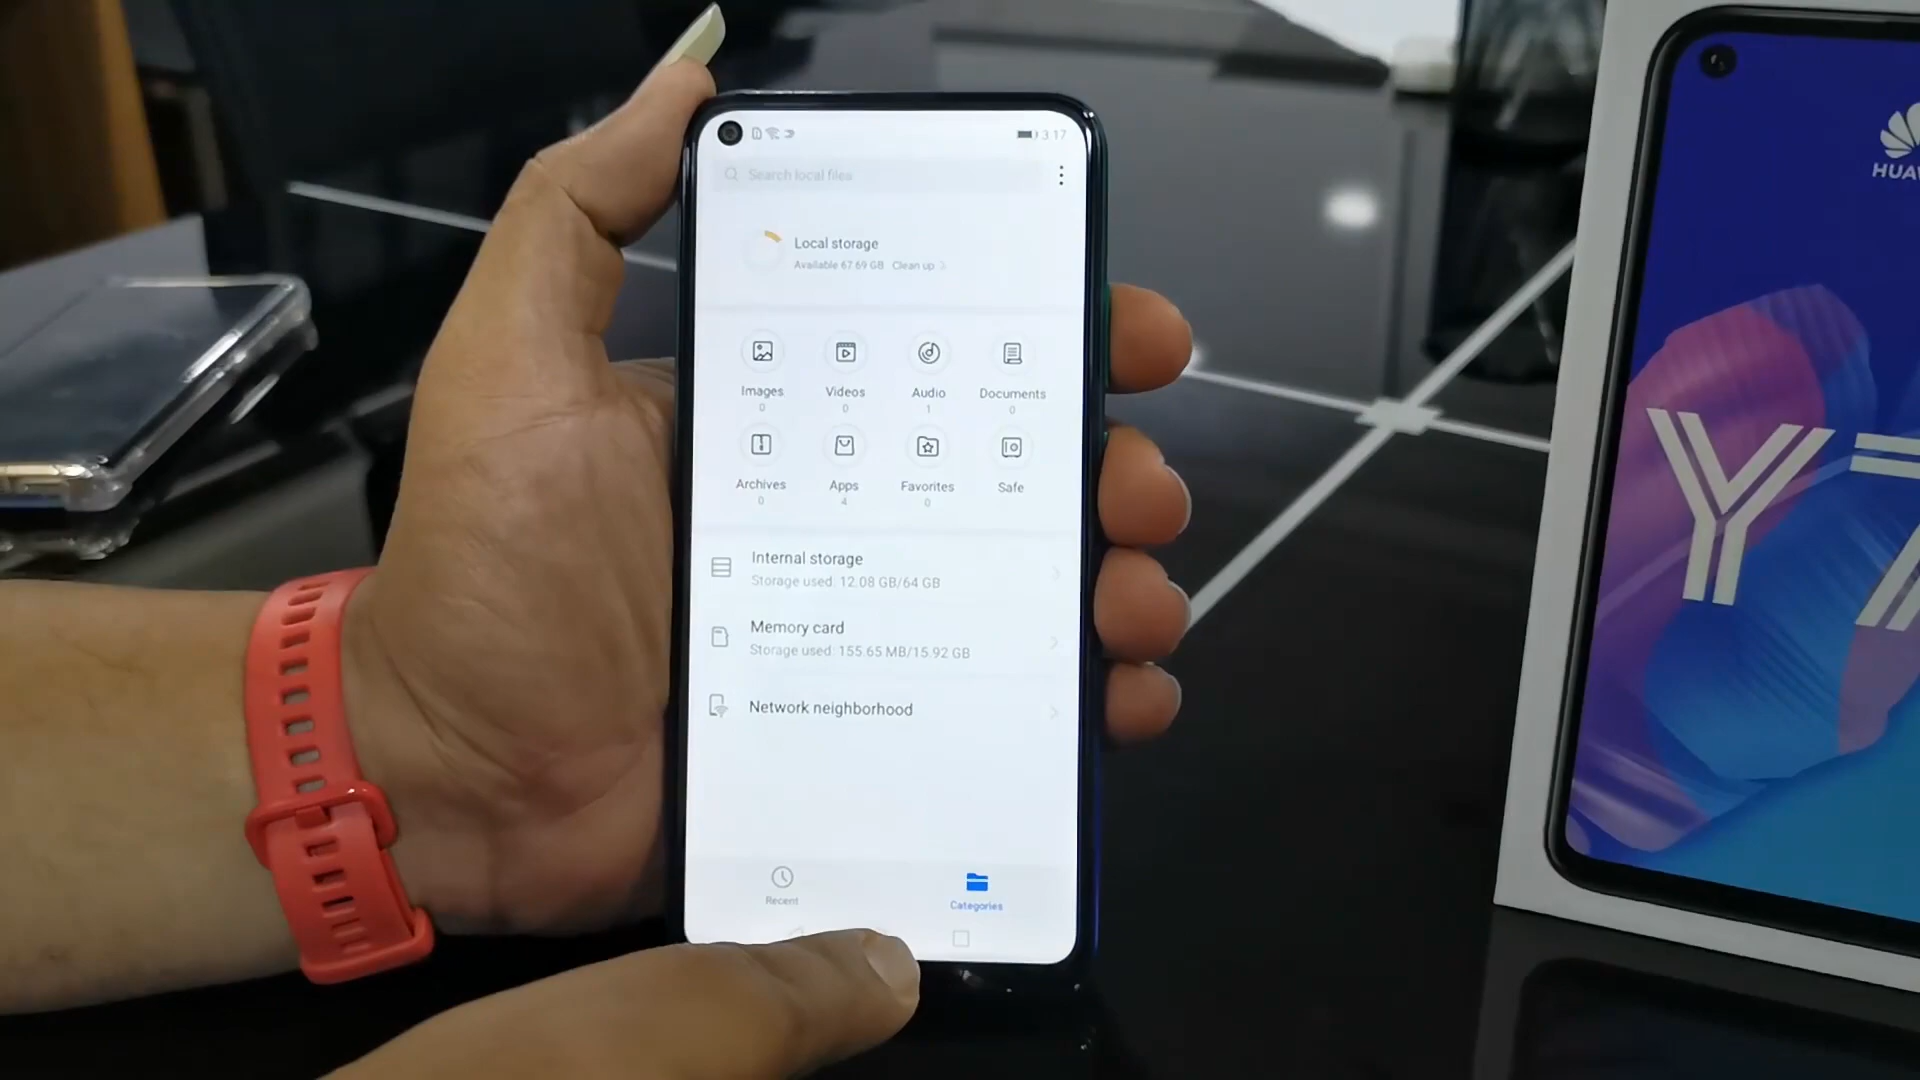 3:17
Search local files
Local storage
Available 67.69 GB Clean up
Images
0
Videos
0
Audio
1
Documents
0
Archives
0
Apps
4
Favorites
0
Safe
Internal storage
Storage used: 12.08 GB/64 GB
Memory card
Storage used: 155.65 MB/15.92 GB
Network neighborhood
Recent
Categories
HUAW
Y7